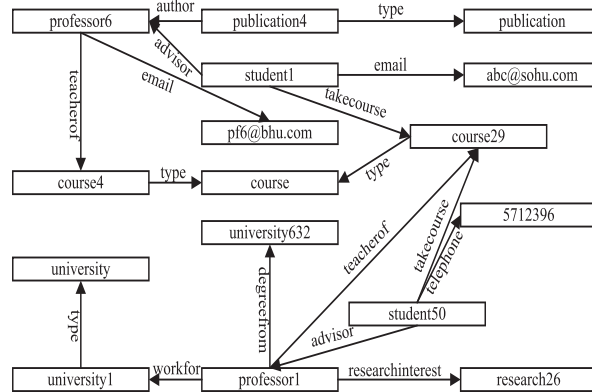 author
type
professor6
publication4
publication
advisor
student1
email
abc@sohu.com
teacherof
email
takecourse
pf6@bhu.com
course29
type
type
course4
course
university632
5712396
teacherof
takecourse
telephone
university
degreefrom
student50
type
advisor
workfor
researchinterest
university1
professor1
research26